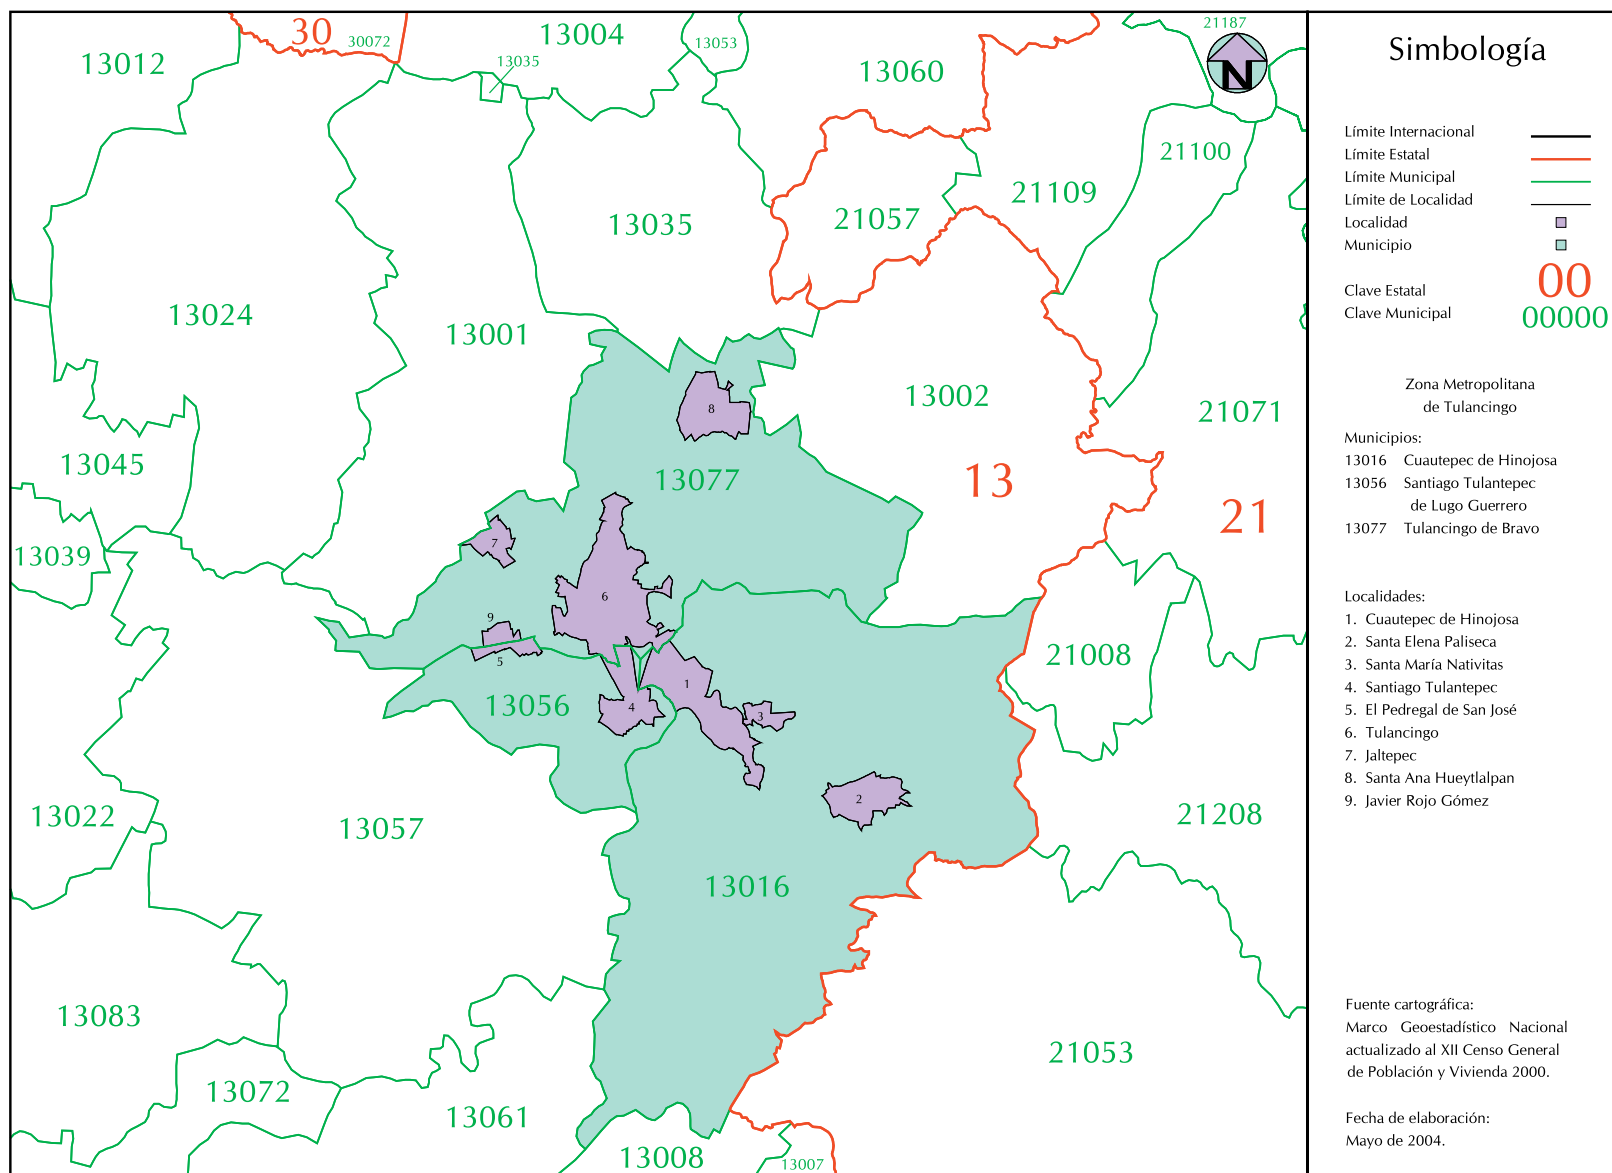 30
30072
13012
13004
13035
13053
13060
21187
N
21100
21109
21057
13035
13024
13001
13002
21071
13045
13077
13
21
13039
8
7
6
9
5
13056
4
1
3
2
21008
13022
13057
21208
13016
13083
13072
13061
21053
13008
13007
Simbología
Límite Internacional
Límite Estatal
Límite Municipal
Límite de Localidad
Localidad
Municipio
Clave Estatal 00
Clave Municipal 00000
Zona Metropolitana
de Tulancingo
Municipios:
13016 Cuautepec de Hinojosa
13056 Santiago Tulantepec
de Lugo Guerrero
13077 Tulancingo de Bravo
Localidades:
1. Cuautepec de Hinojosa
2. Santa Elena Paliseca
3. Santa María Nativitas
4. Santiago Tulantepec
5. El Pedregal de San José
6. Tulancingo
7. Jaltepec
8. Santa Ana Hueytlalpan
9. Javier Rojo Gómez
Fuente cartográfica:
Marco Geoestadístico Nacional
actualizado al XII Censo General
de Población y Vivienda 2000.
Fecha de elaboración:
Mayo de 2004.